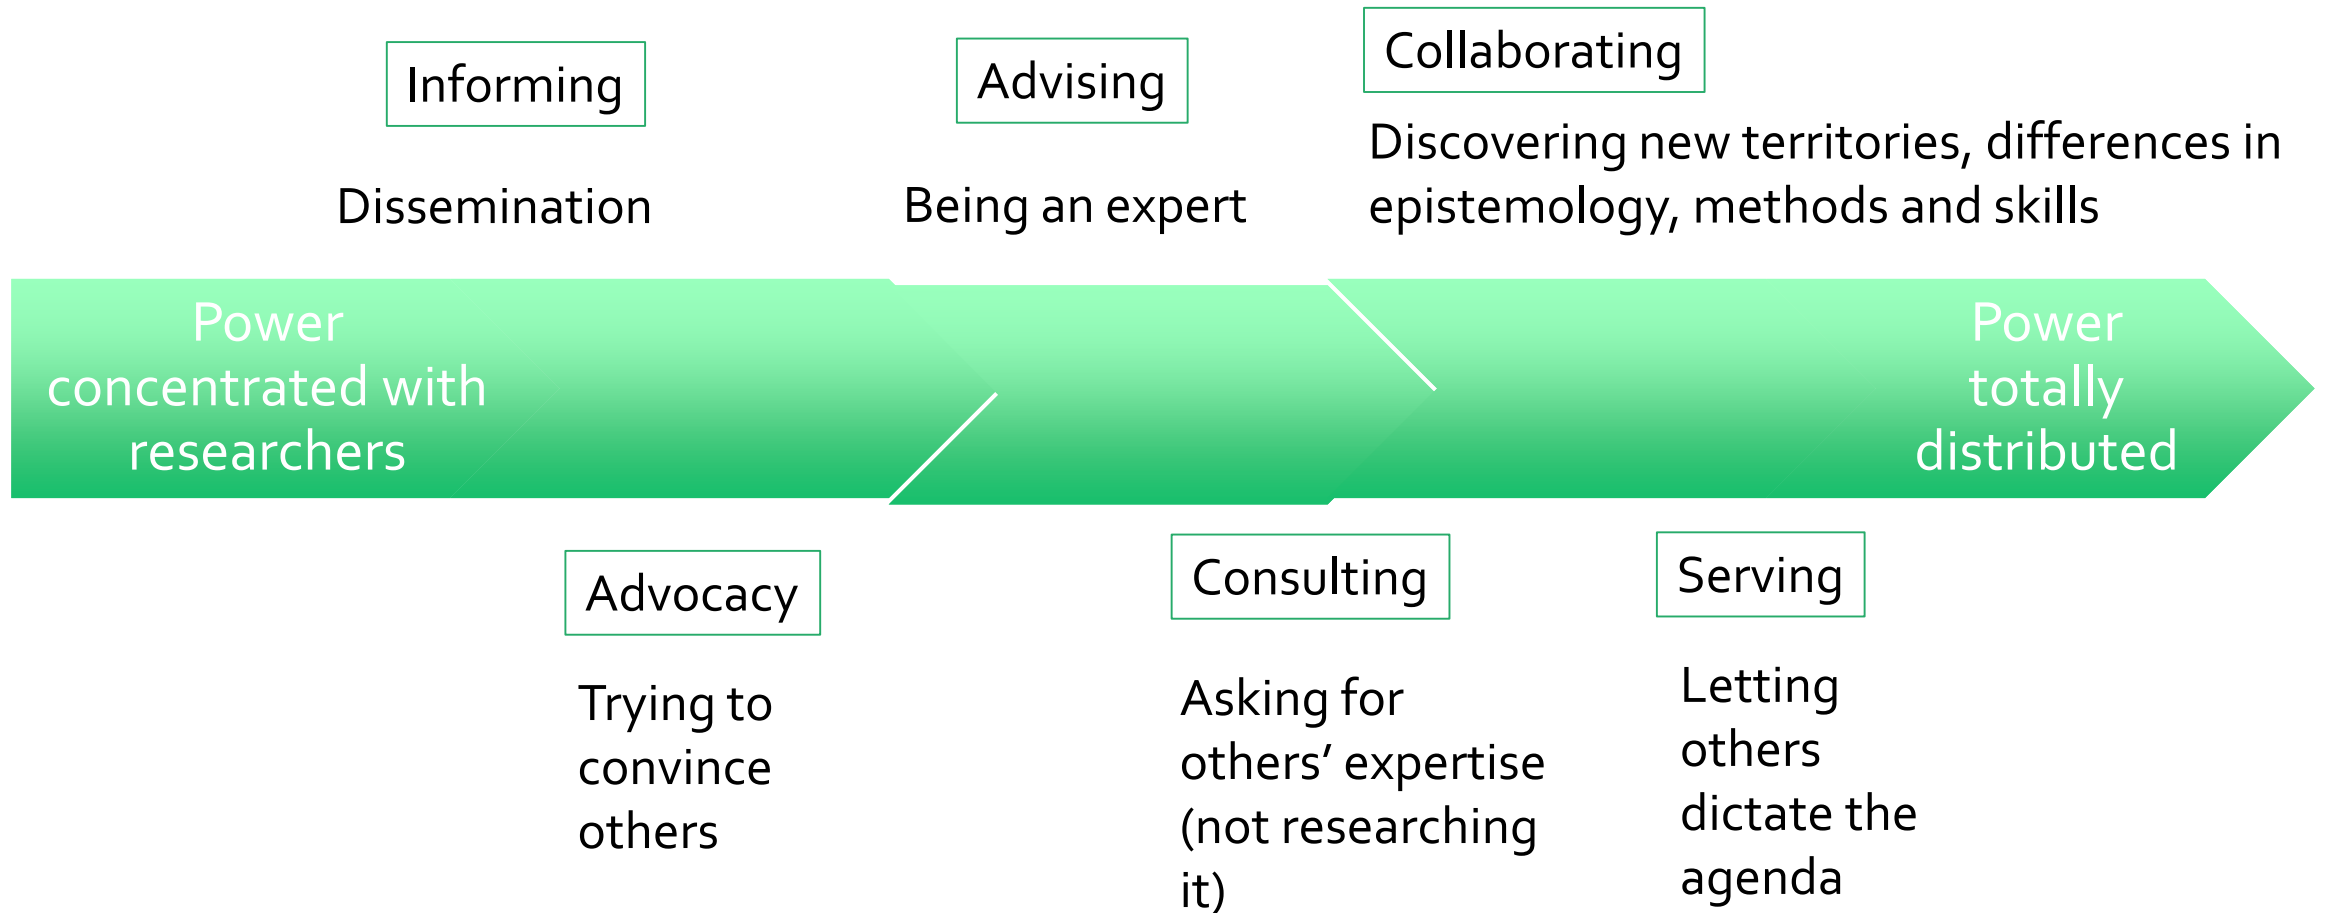 Informing
Dissemination
Advising
Being an expert
Collaborating
Discovering new territories, differences in
epistemology, methods and skills
Power
concentrated with
researchers
Power
totally
distributed
Advocacy
Trying to
convince
others
Consulting
Asking for
others’ expertise
(not researching
it)
Serving
Letting
others
dictate the
agenda